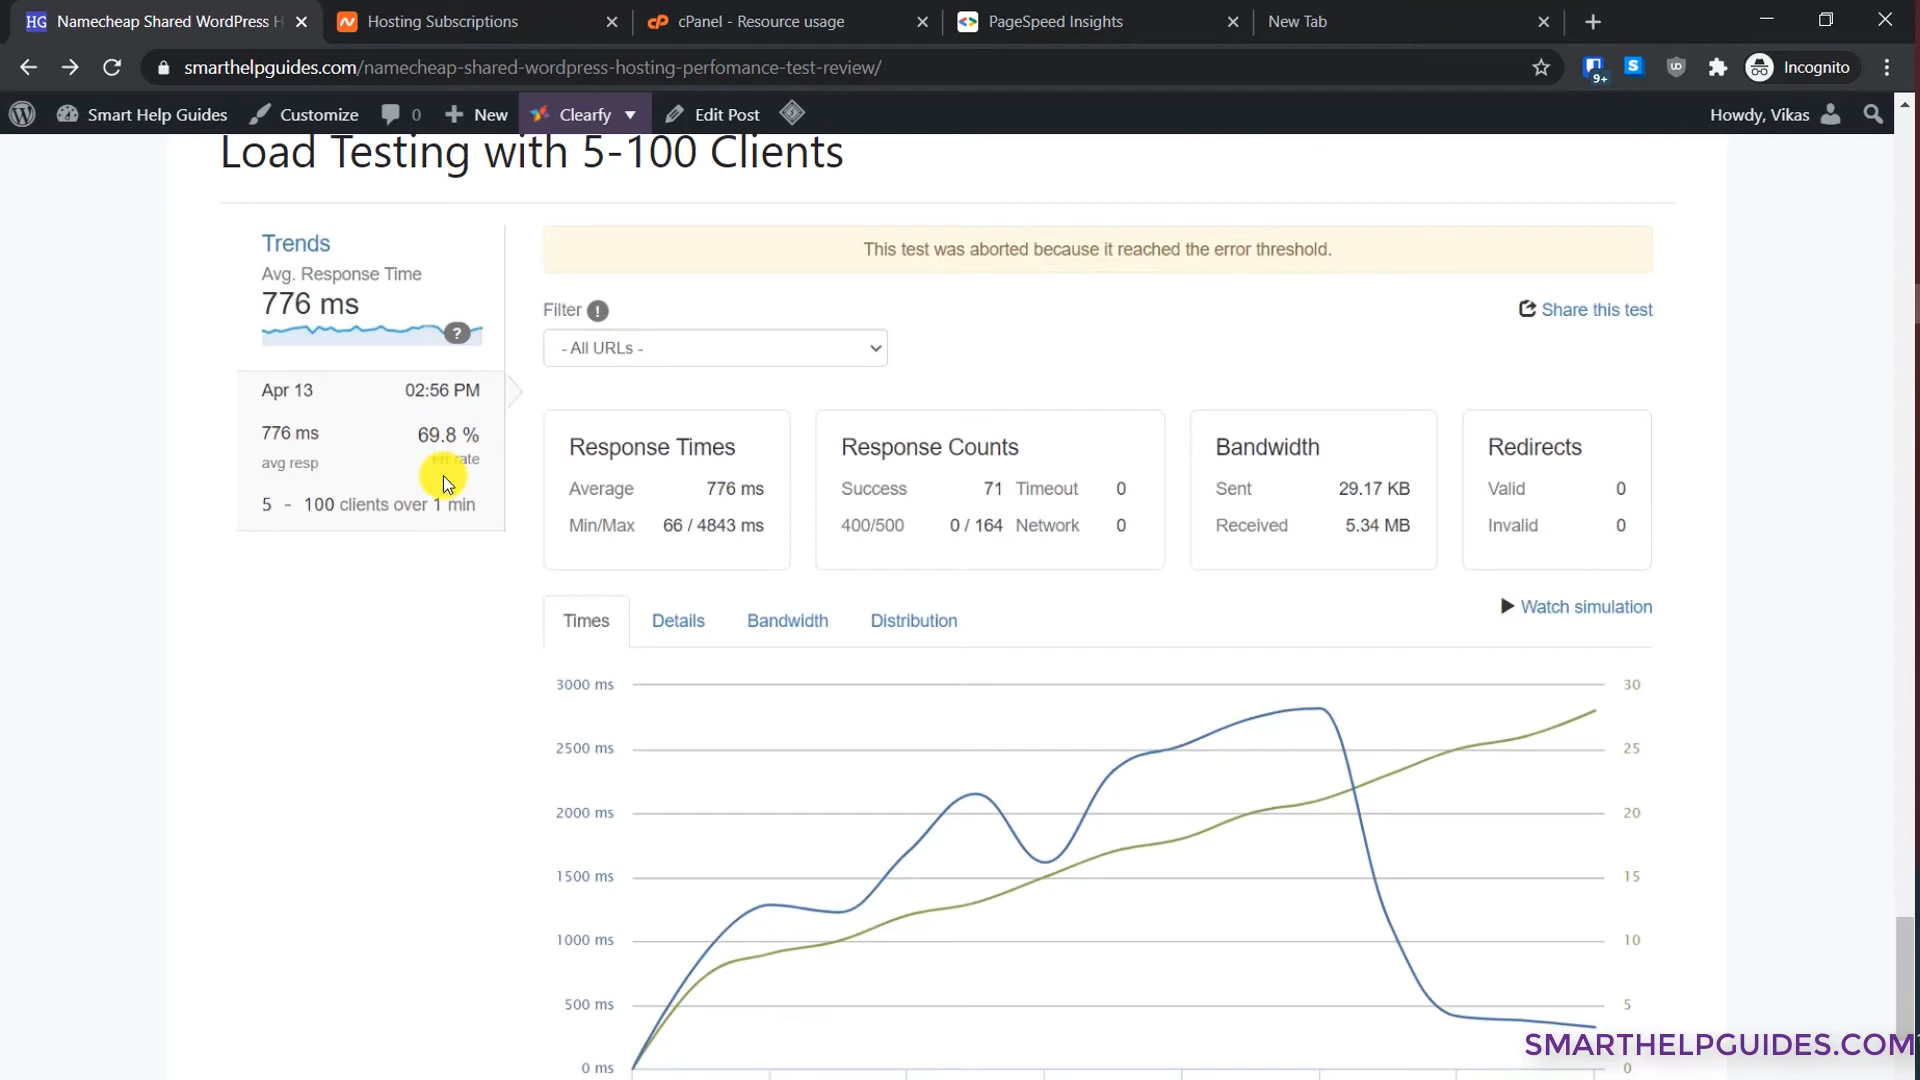 HG Namecheap Shared WordPress H
Hosting Subscriptions
cPanel - Resource usage
PageSpeed Insights
New Tab
smarthelpguides.com/namecheap-shared-wordpress-hosting-perfomance-test-review/
9+
S
Incognito
Smart Help Guides
Customize
0
New
Clearfy
Edit Post
Howdy, Vikas
Load Testing with 5-100 Clients
Trends
Avg. Response Time
776 ms
?
Apr 13 02:56 PM
776 ms 69.8 %
avg resp err rate
5 - 100 clients over 1 min
This test was aborted because it reached the error threshold.
Filter !
Share this test
- All URLs -
Response Times
Average 776 ms
Min/Max 66 / 4843 ms
Response Counts
Success 71 Timeout 0
400/500 0 / 164 Network 0
Bandwidth
Sent 29.17 KB
Received 5.34 MB
Redirects
Valid 0
Invalid 0
Times Details Bandwidth Distribution
Watch simulation
3000 ms 30
2500 ms 25
2000 ms 20
1500 ms 15
1000 ms 10
500 ms 5
0 ms 0
SMARTHELPGUIDES.COM